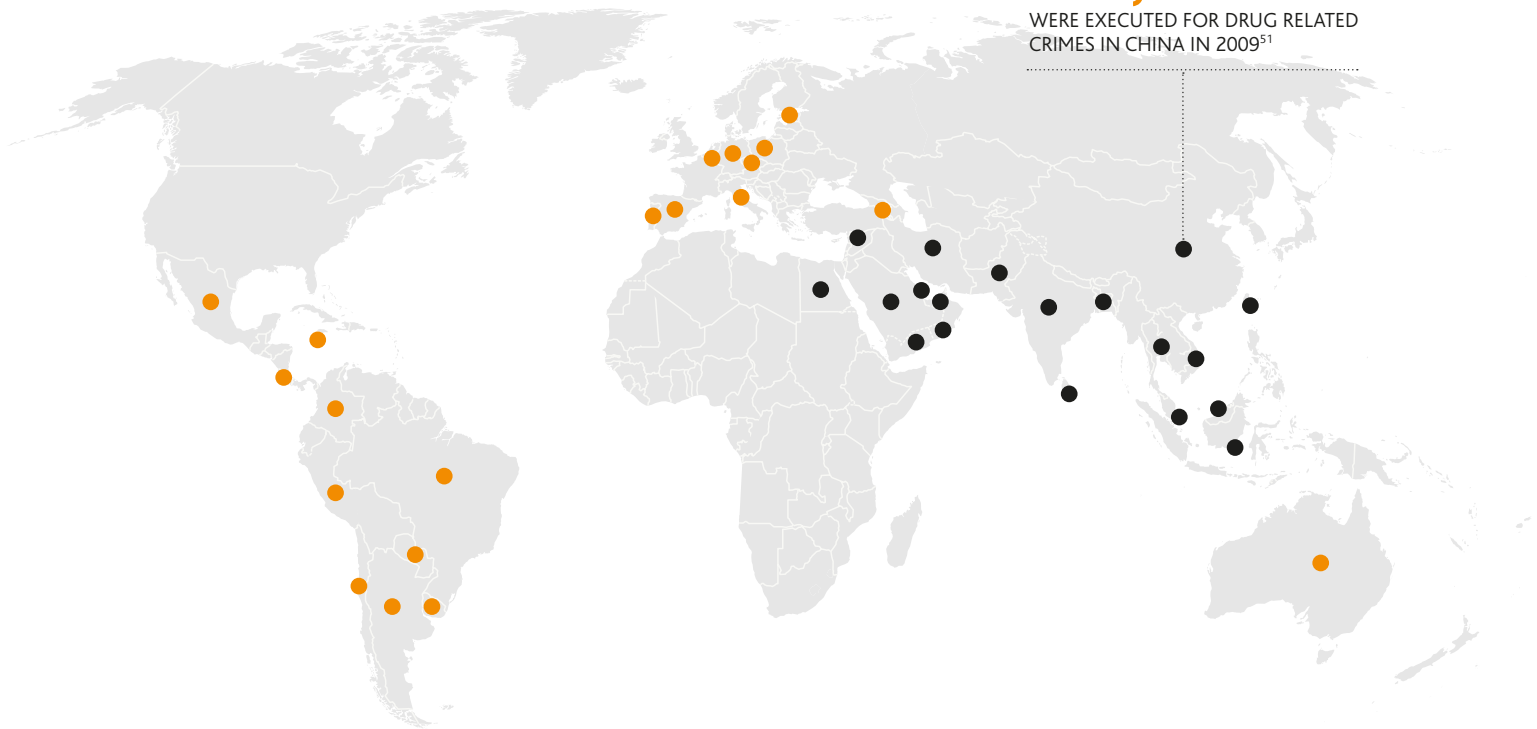 WERE EXECUTED FOR DRUG RELATED
CRIMES IN CHINA IN 2009⁵¹